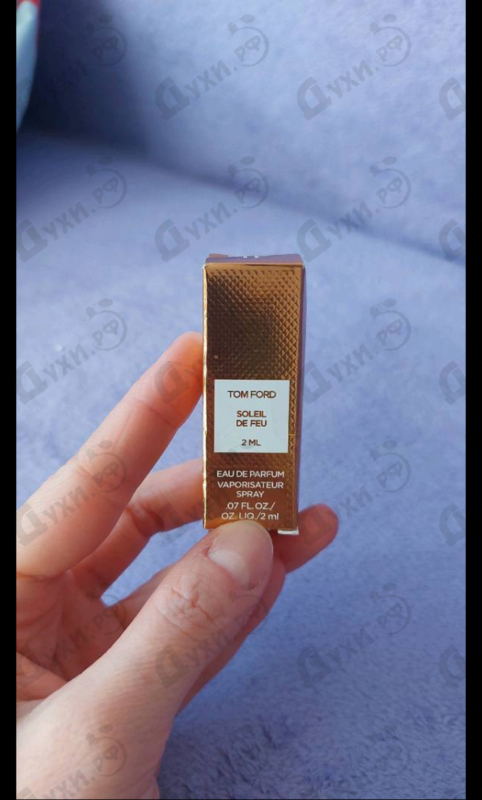 TOM FORD
SOLEIL
DE FEU
2 ML
EAU DE PARFUM
VAPORISATEUR
SPRAY
.07 FL.OZ./
OZ. LIQ./2 ml
Духи.РФ